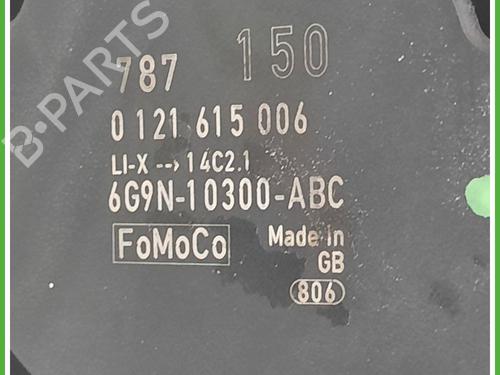 787 150
B-PARTS
0 121 615 006
LI-X --> 14C2.1
6G9N-10300-ABC
FoMoCo Made in
GB
806